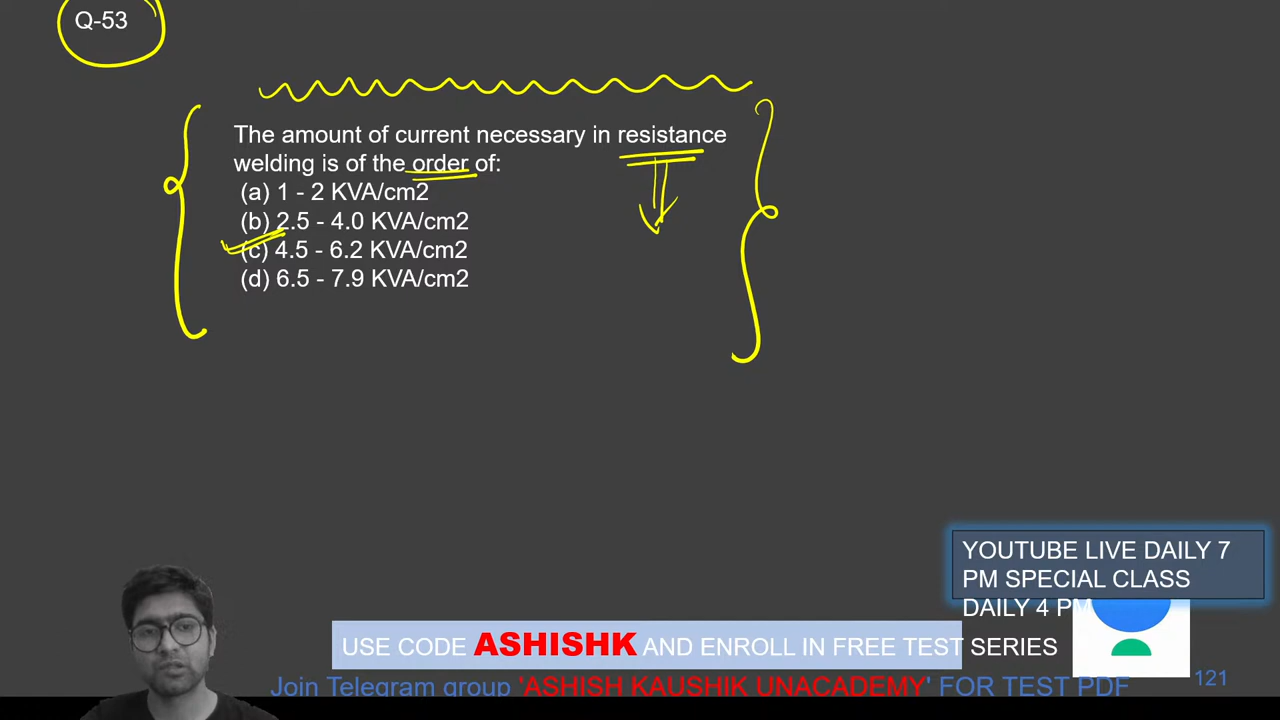 Q-53
The amount of current necessary in resistance
welding is of the order of:
(a) 1 - 2 KVA/cm2
(b) 2.5 - 4.0 KVA/cm2
(c) 4.5 - 6.2 KVA/cm2
(d) 6.5 - 7.9 KVA/cm2
YOUTUBE LIVE DAILY 7
PM SPECIAL CLASS
DAILY 4 PM
USE CODE ASHISHK AND ENROLL IN FREE TEST SERIES
Join Telegram group 'ASHISH KAUSHIK UNACADEMY' FOR TEST PDF
121